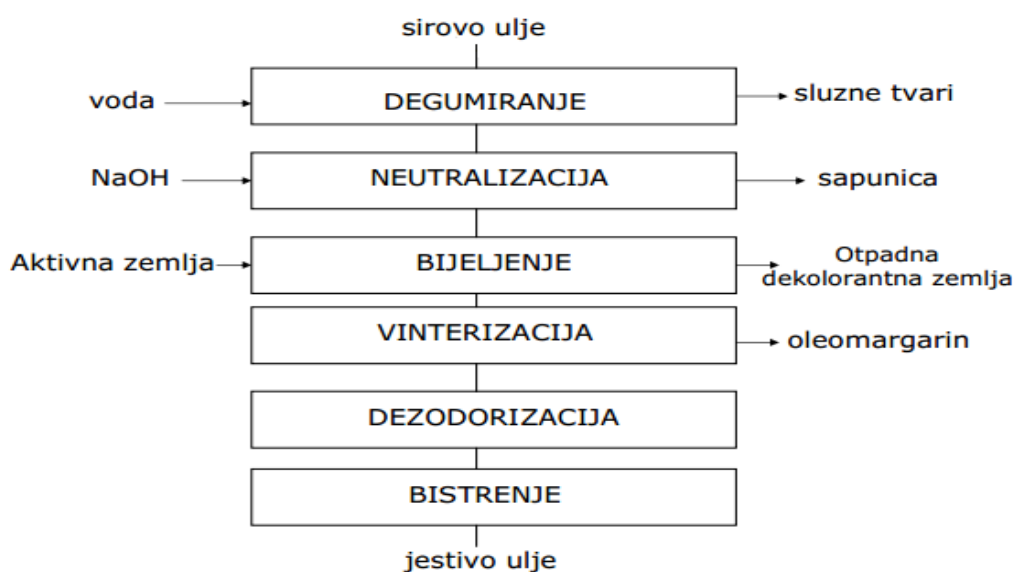 sirovo ulje
voda
DEGUMIRANJE
sluzne tvari
NaOH
NEUTRALIZACIJA
sapunica
Aktivna zemlja
BIJELJENJE
Otpadna
dekolorantna zemlja
VINTERIZACIJA
oleomargarin
DEZODORIZACIJA
BISTRENJE
jestivo ulje